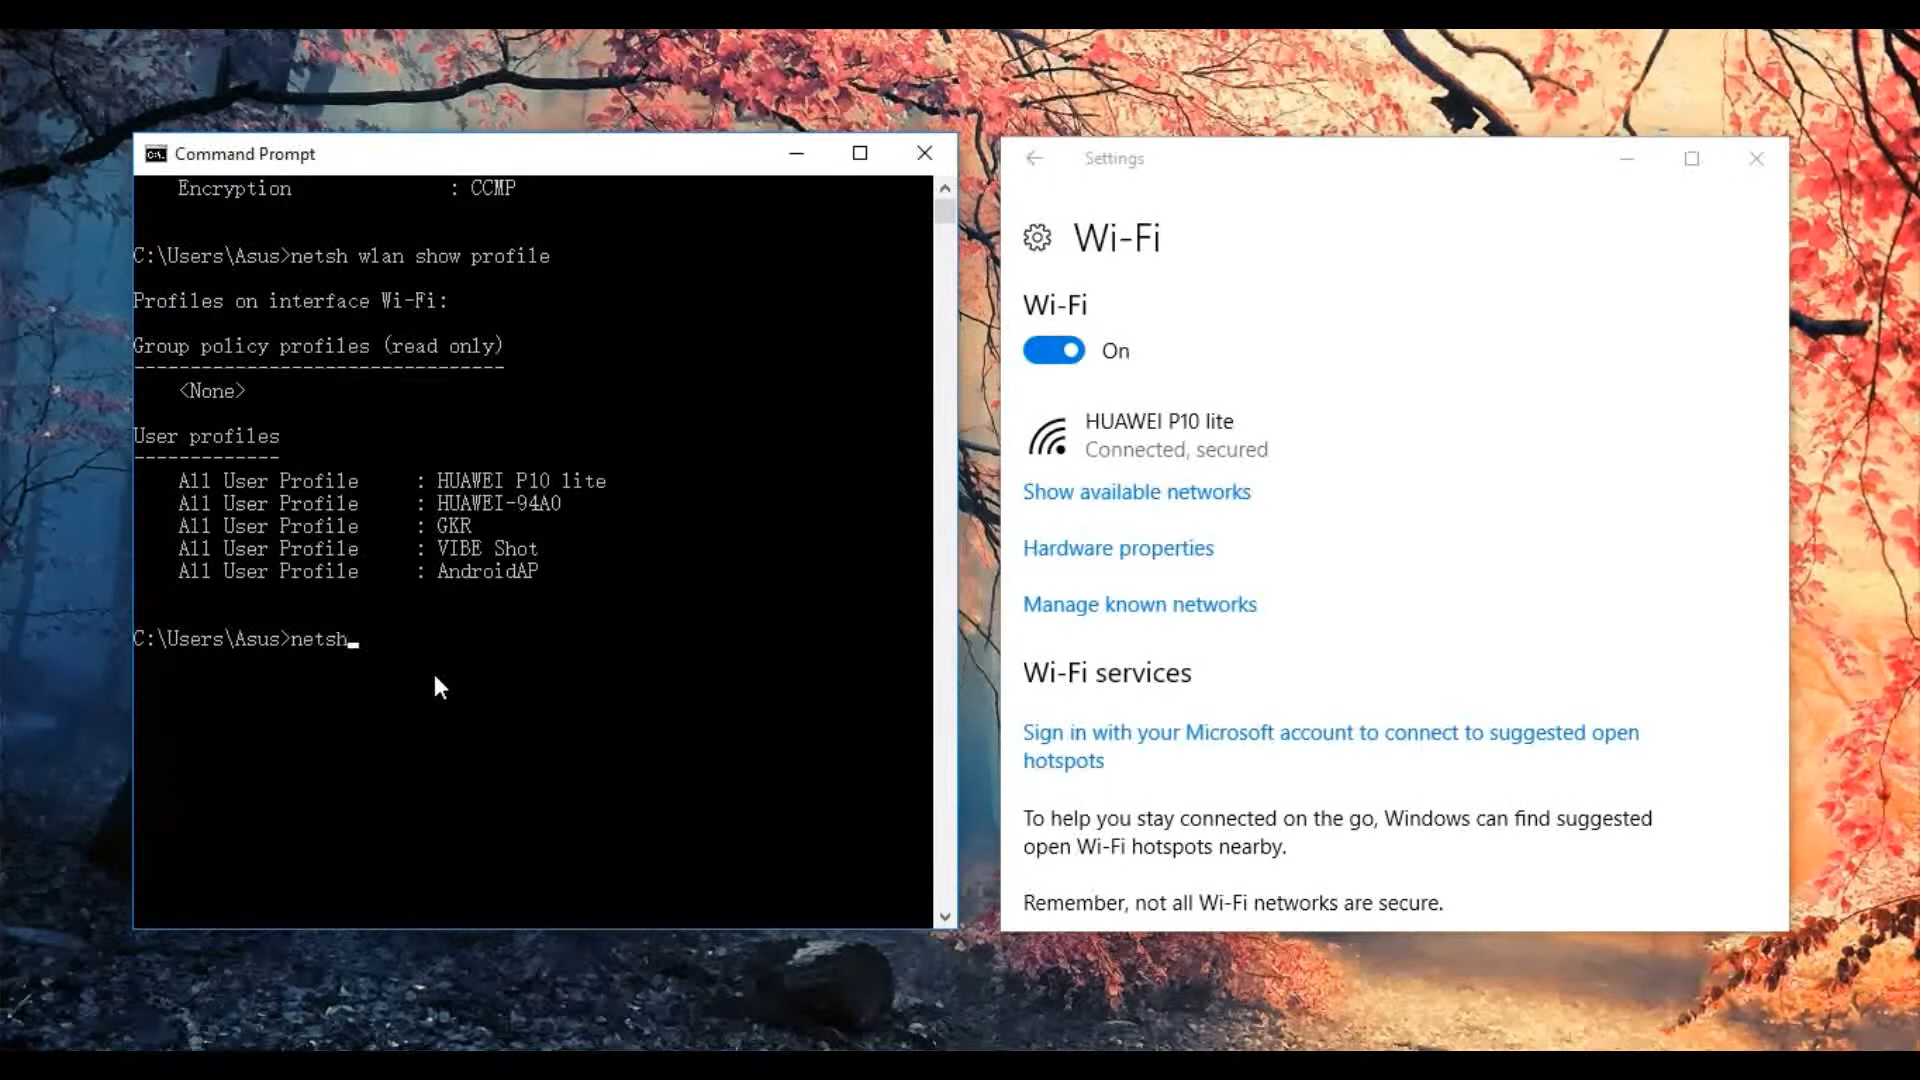 Command Prompt
Encryption : CCMP
C:\Users\Asus>netsh wlan show profile
Profiles on interface Wi-Fi:
Group policy profiles (read only)
---------------------------------
<None>
User profiles
-------------
All User Profile : HUAWEI P10 lite
All User Profile : HUAWEI-94A0
All User Profile : GKR
All User Profile : VIBE Shot
All User Profile : AndroidAP
C:\Users\Asus>netsh_
Settings
Wi-Fi
Wi-Fi
On
HUAWEI P10 lite
Connected, secured
Show available networks
Hardware properties
Manage known networks
Wi-Fi services
Sign in with your Microsoft account to connect to suggested open
hotspots
To help you stay connected on the go, Windows can find suggested
open Wi-Fi hotspots nearby.
Remember, not all Wi-Fi networks are secure.